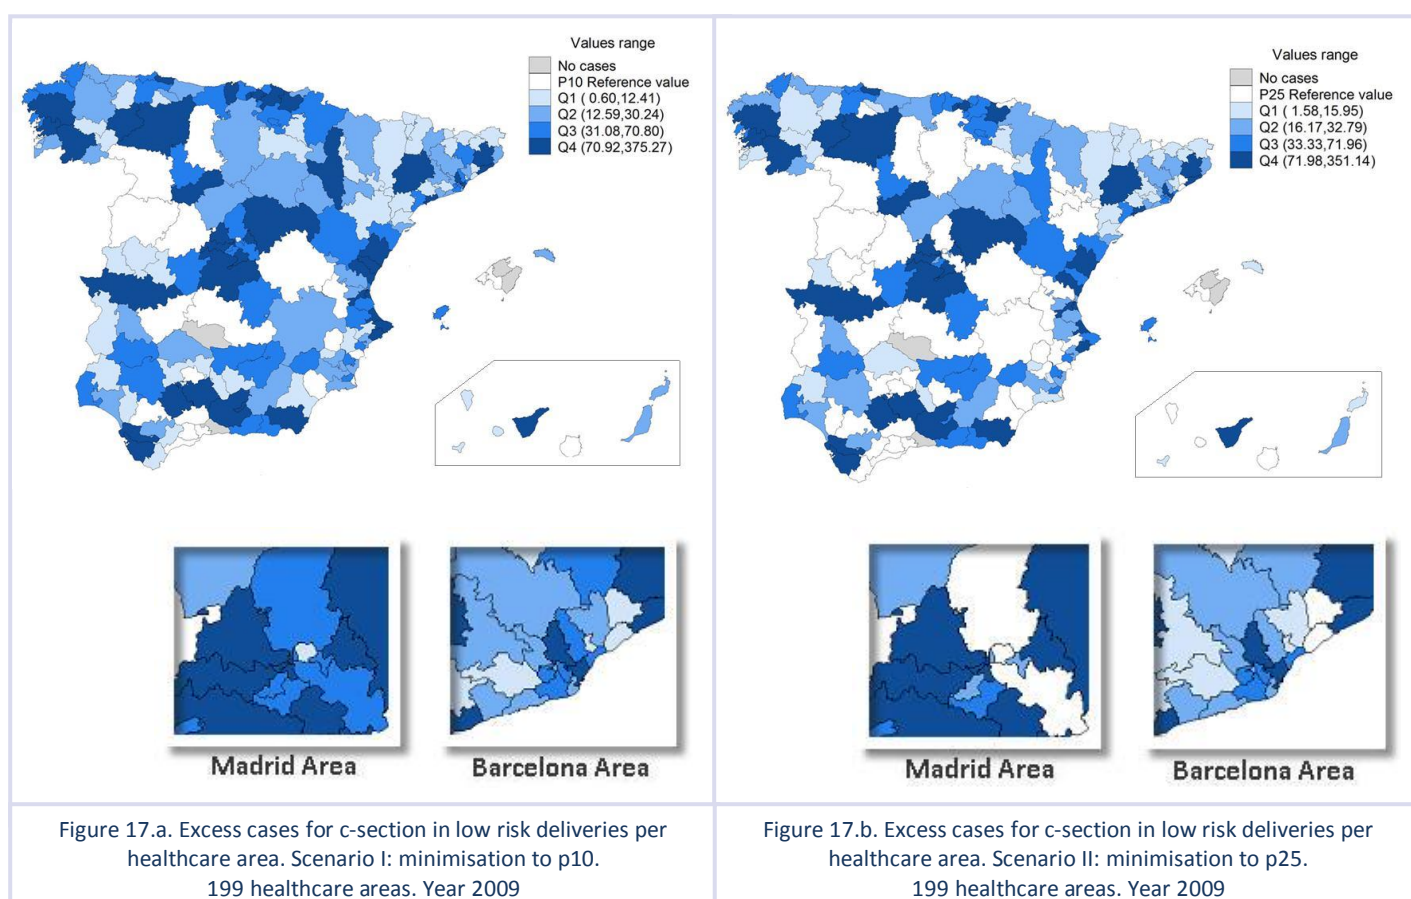 Values range
No cases
P10 Reference value
Q1 ( 0.60,12.41)
Q2 (12.59,30.24)
Q3 (31.08,70.80)
Q4 (70.92,375.27)
Madrid Area
Barcelona Area
Figure 17.a. Excess cases for c-section in low risk deliveries per
healthcare area. Scenario I: minimisation to p10.
199 healthcare areas. Year 2009
Values range
No cases
P25 Reference value
Q1 ( 1.58,15.95)
Q2 (16.17,32.79)
Q3 (33.33,71.96)
Q4 (71.98,351.14)
Madrid Area
Barcelona Area
Figure 17.b. Excess cases for c-section in low risk deliveries per
healthcare area. Scenario II: minimisation to p25.
199 healthcare areas. Year 2009